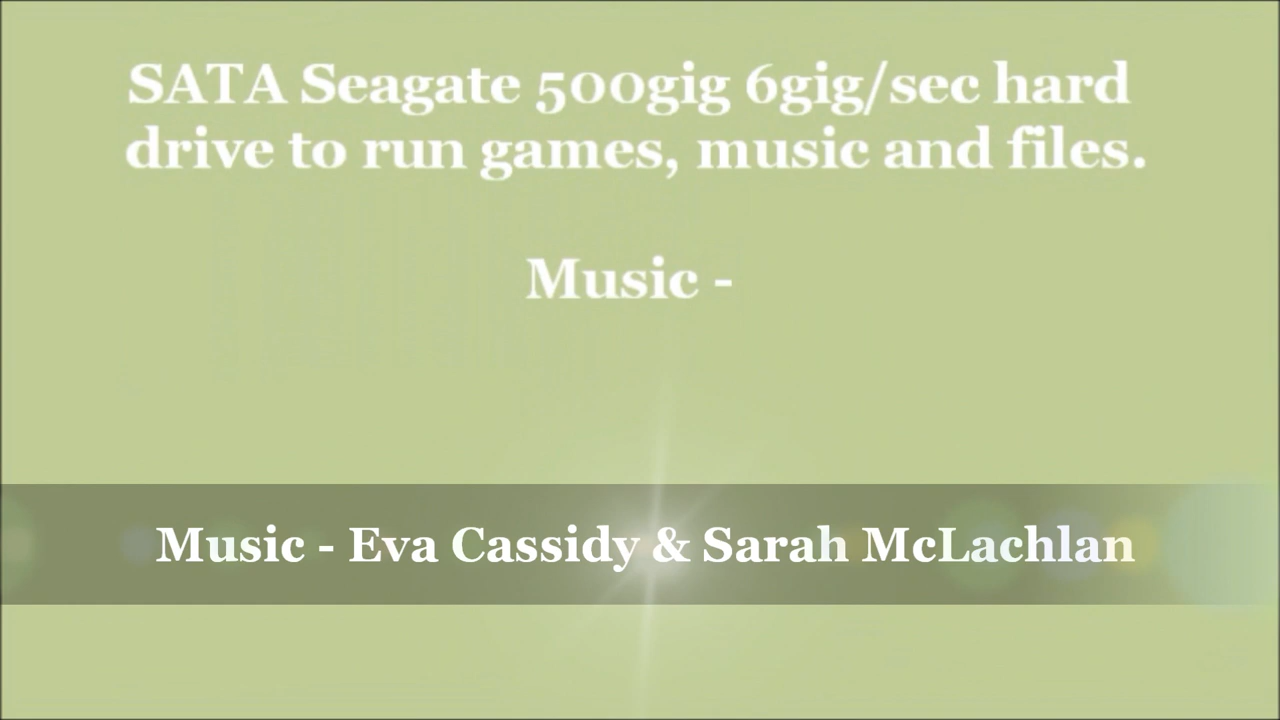 SATA Seagate 500gig 6gig/sec hard
drive to run games, music and files.
Music -
Music - Eva Cassidy & Sarah McLachlan